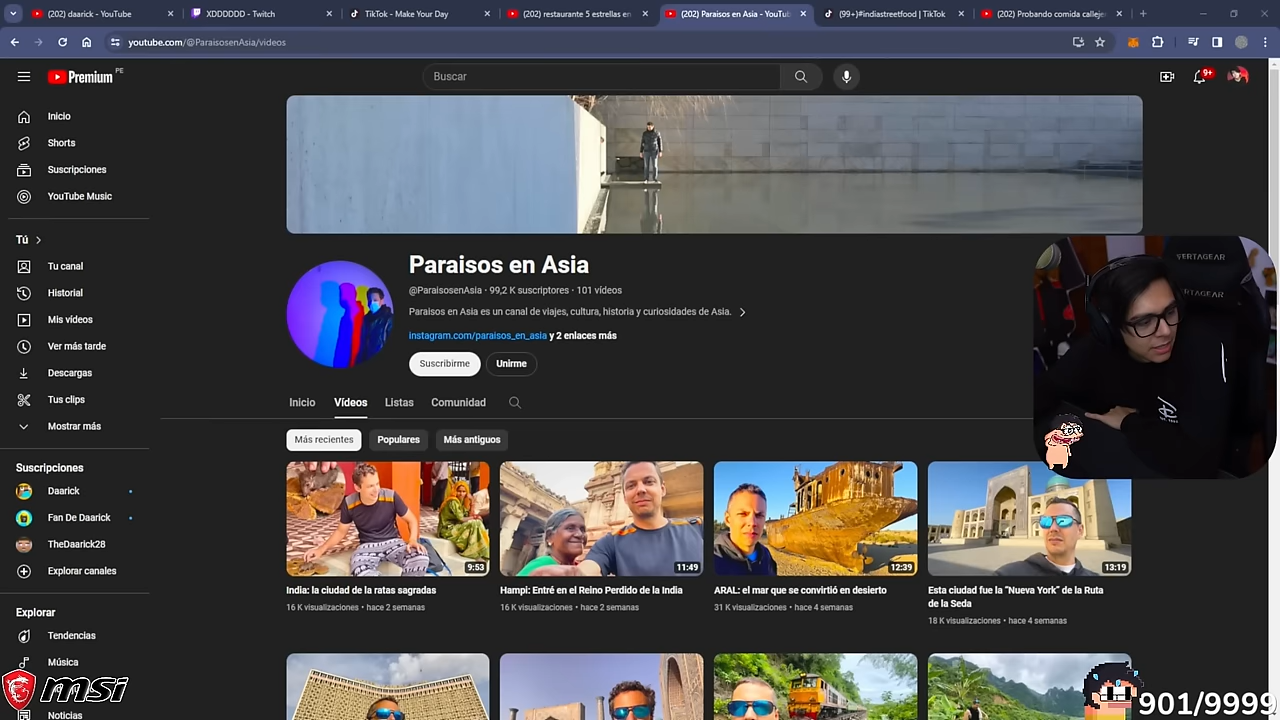 (202) daarick - YouTube
XDDDDDD - Twitch
TikTok - Make Your Day
(202) restaurante 5 estrellas en
(202) Paraisos en Asia - YouTu
(99+)#indiastreetfood | TikTok
(202) Probando comida calleje
youtube.com/@ParaisosenAsia/videos
Premium PE
Buscar
9+
Inicio
Shorts
Suscripciones
YouTube Music
Tú
Tu canal
Historial
Mis vídeos
Ver más tarde
Descargas
Tus clips
Mostrar más
Suscripciones
Daarick
Fan De Daarick
TheDaarick28
Explorar canales
Explorar
Tendencias
Música
Noticias
Paraisos en Asia
@ParaisosenAsia · 99,2 K suscriptores · 101 vídeos
Paraisos en Asia es un canal de viajes, cultura, historia y curiosidades de Asia.
instagram.com/paraisos_en_asia y 2 enlaces más
Suscribirme
Unirme
Inicio
Vídeos
Listas
Comunidad
Más recientes
Populares
Más antiguos
9:53
11:49
12:39
13:19
India: la ciudad de la ratas sagradas
16 K visualizaciones • hace 2 semanas
Hampi: Entré en el Reino Perdido de la India
16 K visualizaciones • hace 2 semanas
ARAL: el mar que se convirtió en desierto
31 K visualizaciones • hace 4 semanas
Esta ciudad fue la "Nueva York" de la Ruta
de la Seda
18 K visualizaciones • hace 4 semanas
VERTAGEAR
msi
901/9999